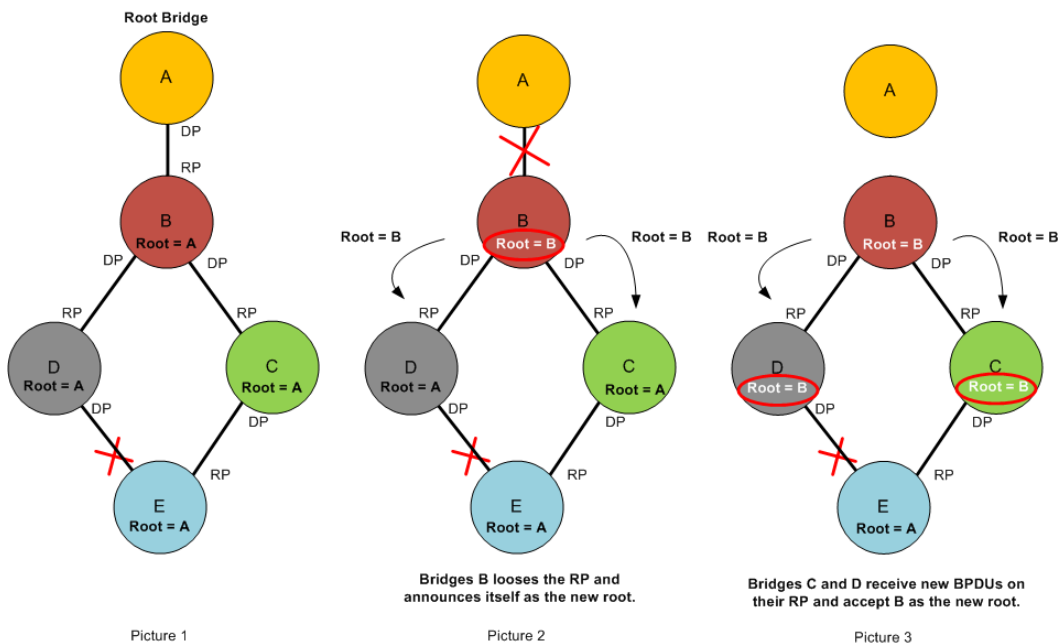 Root Bridge
A
DP
RP
B
Root = A
DP
DP
RP
RP
D
Root = A
C
Root = A
DP
DP
RP
E
Root = A
Picture 1
A
B
Root = B
Root = B
Root = B
DP
DP
RP
RP
D
Root = A
C
Root = A
DP
DP
RP
E
Root = A
Bridges B looses the RP and
announces itself as the new root.
Picture 2
A
B
Root = B
Root = B
Root = B
DP
DP
RP
RP
D
Root = B
C
Root = B
DP
DP
RP
E
Root = A
Bridges C and D receive new BPDUs on
their RP and accept B as the new root.
Picture 3